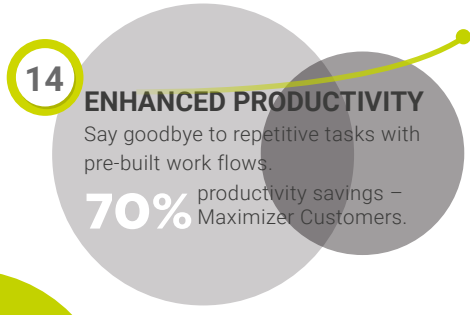 14
ENHANCED PRODUCTIVITY
Say goodbye to repetitive tasks with
pre-built work flows.
70% productivity savings –
Maximizer Customers.